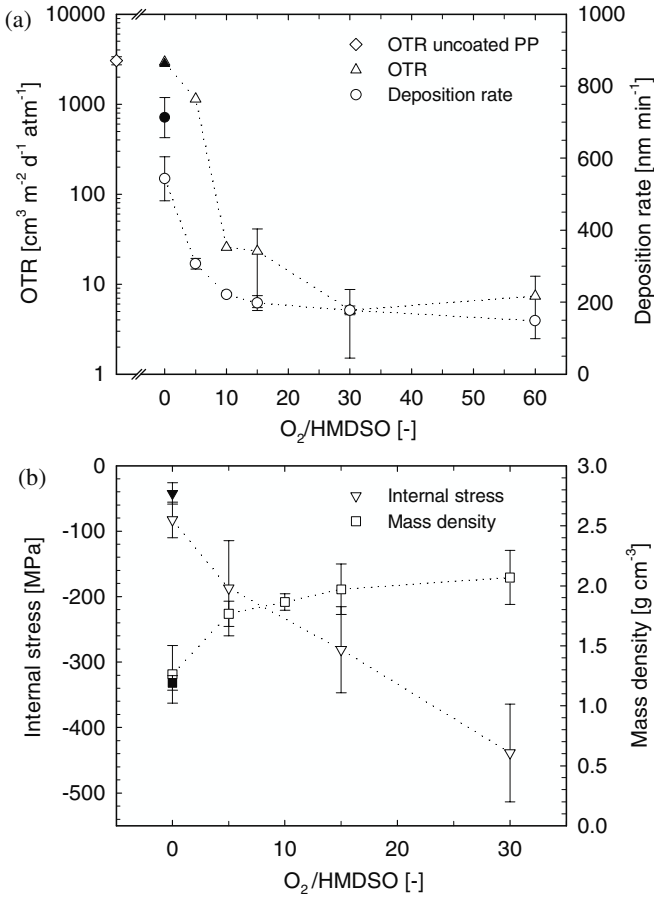 (a)
OTR uncoated PP
OTR
Deposition rate
1000
100
10
1
OTR [cm³ m⁻² d⁻¹ atm⁻¹]
1000
800
600
400
200
0
Deposition rate [nm min⁻¹]
0 10 20 30 40 50 60
O₂/HMDSO [-]
(b)
Internal stress
Mass density
0
-100
-200
-300
-400
-500
Internal stress [MPa]
3.0
2.5
2.0
1.5
1.0
0.5
0.0
Mass density [g cm⁻³]
0 10 20 30
O₂/HMDSO [-]